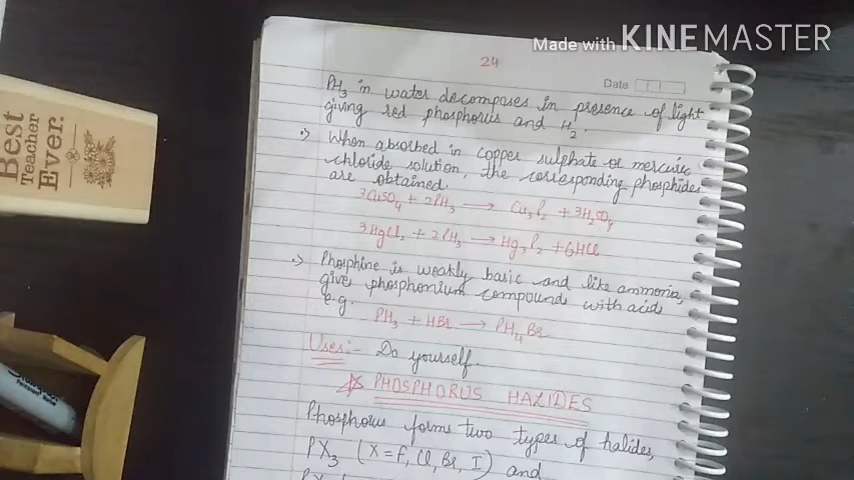 Made with KINEMASTER
24
Date
PH3 in water decomposes in presence of light
giving red phosphorus and H2.
When absorbed in copper sulphate or mercuric
chloride solution, the corresponding phosphides
are obtained.
3CuSO4 + 2PH3 → Cu3P2 + 3H2SO4
3HgCl2 + 2PH3 → Hg3P2 + 6HCl
Phosphine is weakly basic and like ammonia,
give phosphonium compounds with acids
e.g.
PH3 + HBr → PH4Br
Uses:- Do yourself.
PHOSPHORUS HALIDES
Phosphorus forms two types of halides,
PX3 (X = F, Cl, Br, I) and
Best
Teacher
Ever.